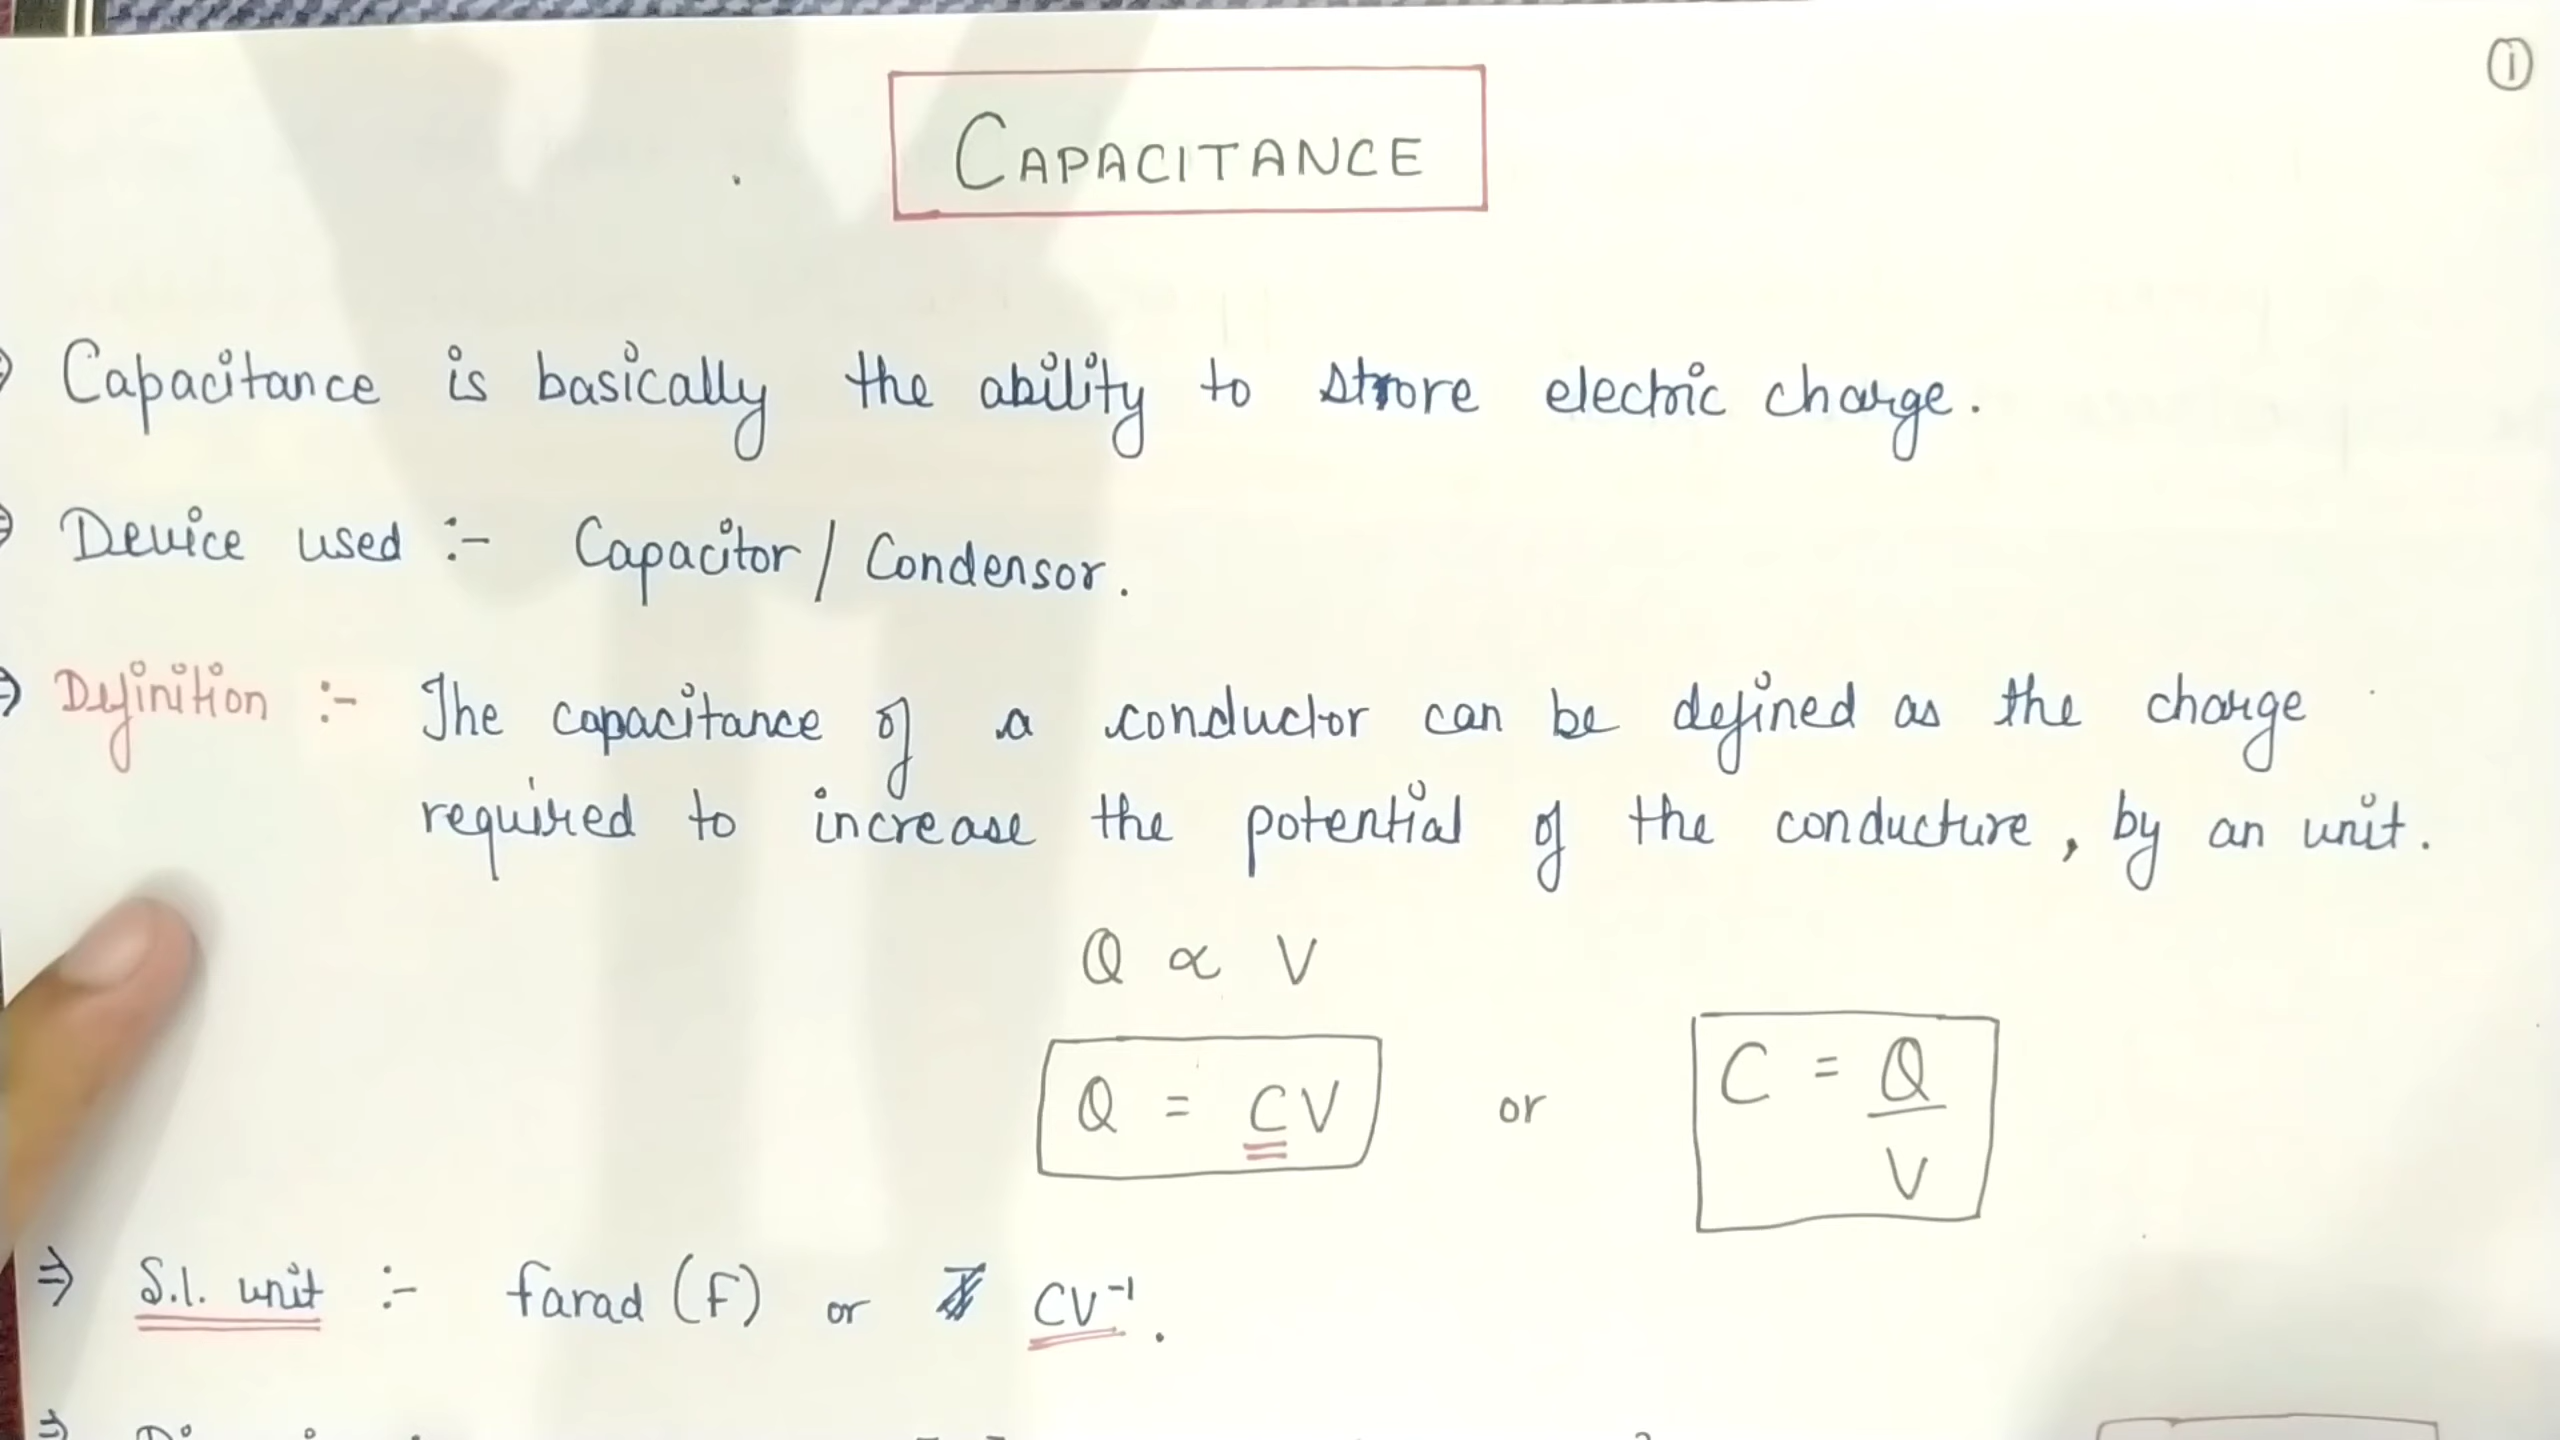 ①
CAPACITANCE
⇒ Capacitance is basically the ability to strore electric charge.
⇒ Device used :- Capacitor / Condensor.
⇒ Definition :- The capacitance of a conductor can be defined as the charge
required to increase the potential of the conducture, by an unit.
Q ∝ V
Q = CV or C = Q/V
⇒ S.I. unit :- farad (F) or CV⁻¹.